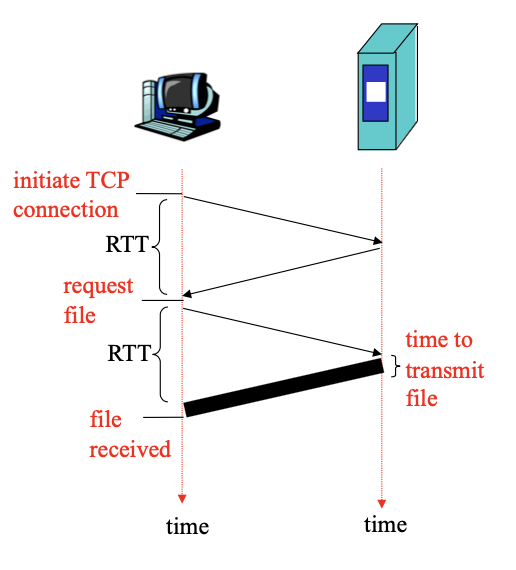 initiate TCP
connection
RTT
request
file
RTT
time to
transmit
file
file
received
time
time